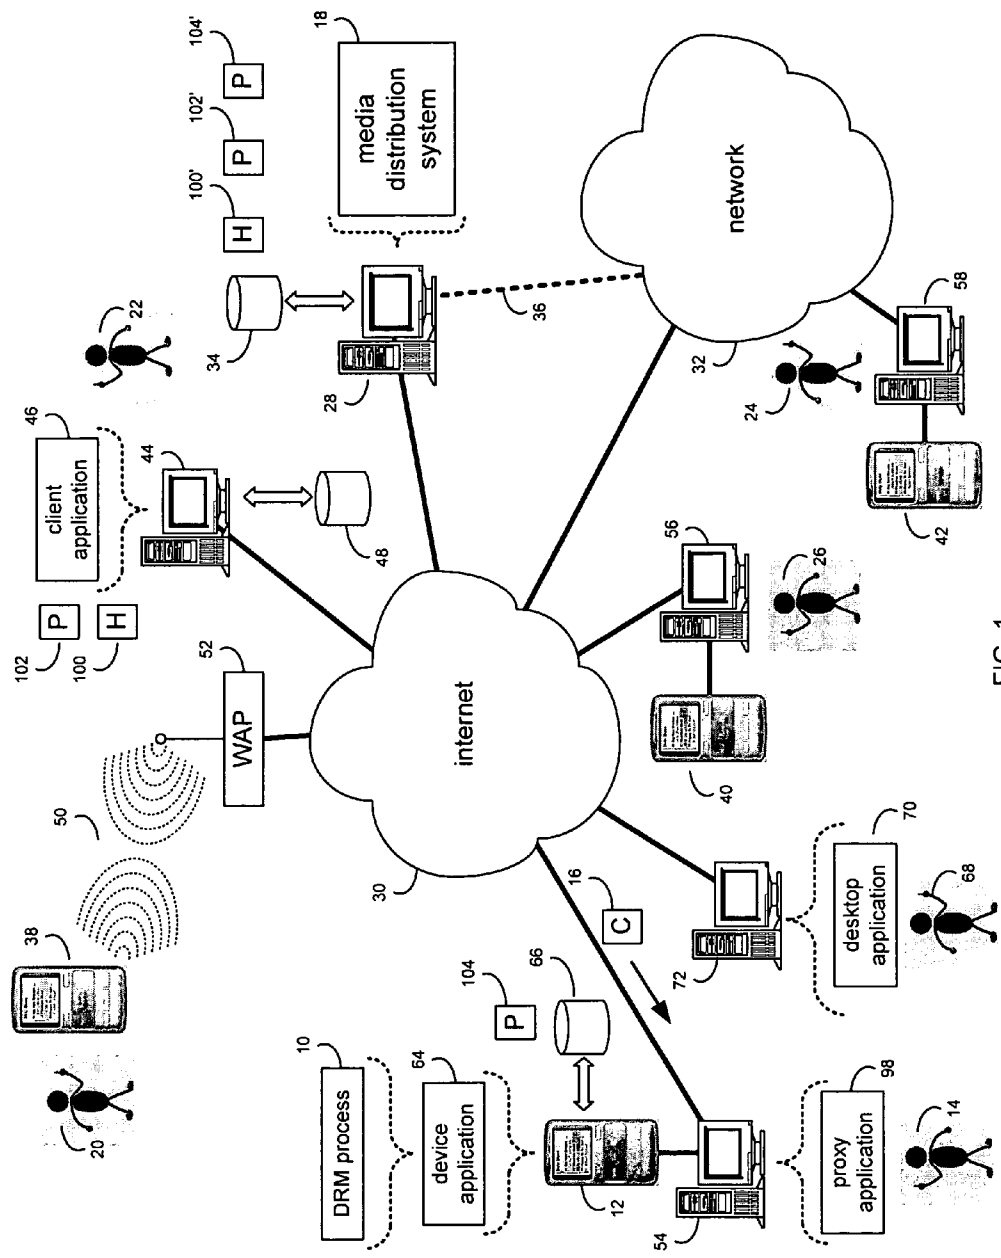 10
DRM process
64
device
application
12
66
104
P
54
98
proxy
application
14
16
C
72
70
desktop
application
68
20
38
50
52
WAP
102
P
100
H
46
client
application
44
48
22
30
internet
40
56
26
34
28
100'
H
102'
P
104'
P
18
media
distribution
system
36
32
network
24
42
58
FIG. 1